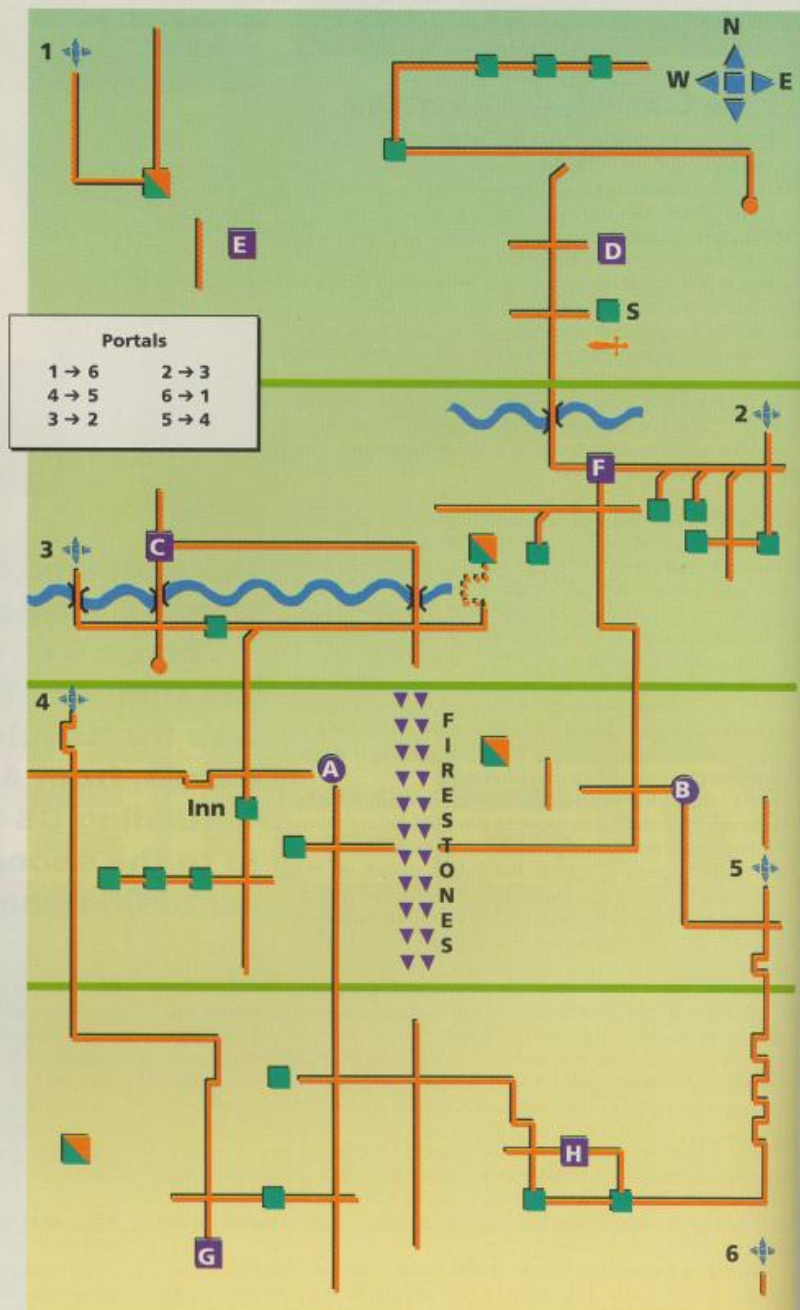 N
1
W E
E
D
S
Portals
1 → 6 2 → 3
4 → 5 6 → 1
3 → 2 5 → 4
2
F
C
3
4
FIRESTONES
A
B
Inn
5
H
G
6